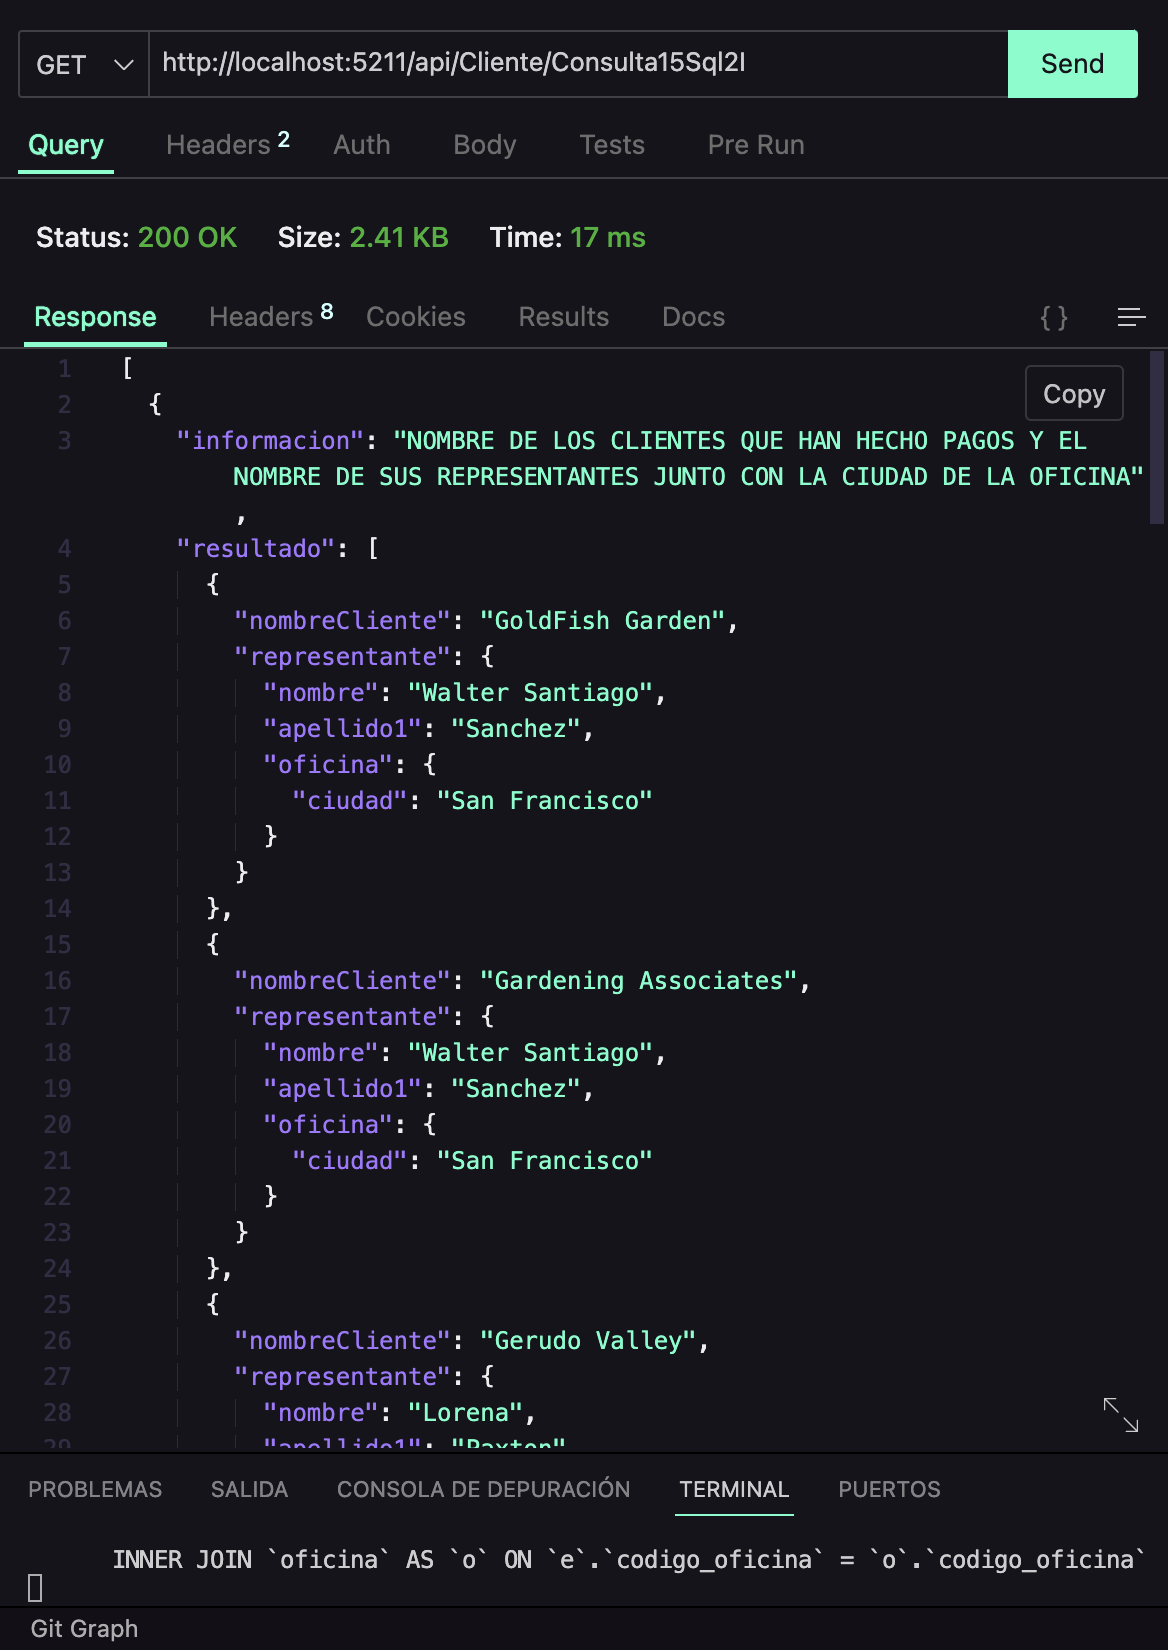 GET http://localhost:5211/api/Cliente/Consulta15Sql2I Send
Query Headers 2 Auth Body Tests Pre Run
Status: 200 OK Size: 2.41 KB Time: 17 ms
Response Headers 8 Cookies Results Docs { }
Copy
1 [
2 {
3 "informacion": "NOMBRE DE LOS CLIENTES QUE HAN HECHO PAGOS Y EL
NOMBRE DE SUS REPRESENTANTES JUNTO CON LA CIUDAD DE LA OFICINA"
,
4 "resultado": [
5 {
6 "nombreCliente": "GoldFish Garden",
7 "representante": {
8 "nombre": "Walter Santiago",
9 "apellido1": "Sanchez",
10 "oficina": {
11 "ciudad": "San Francisco"
12 }
13 }
14 },
15 {
16 "nombreCliente": "Gardening Associates",
17 "representante": {
18 "nombre": "Walter Santiago",
19 "apellido1": "Sanchez",
20 "oficina": {
21 "ciudad": "San Francisco"
22 }
23 }
24 },
25 {
26 "nombreCliente": "Gerudo Valley",
27 "representante": {
28 "nombre": "Lorena",
29 "apellido1": "Paxton"
PROBLEMAS SALIDA CONSOLA DE DEPURACIÓN TERMINAL PUERTOS
INNER JOIN `oficina` AS `o` ON `e`.`codigo_oficina` = `o`.`codigo_oficina`
Git Graph